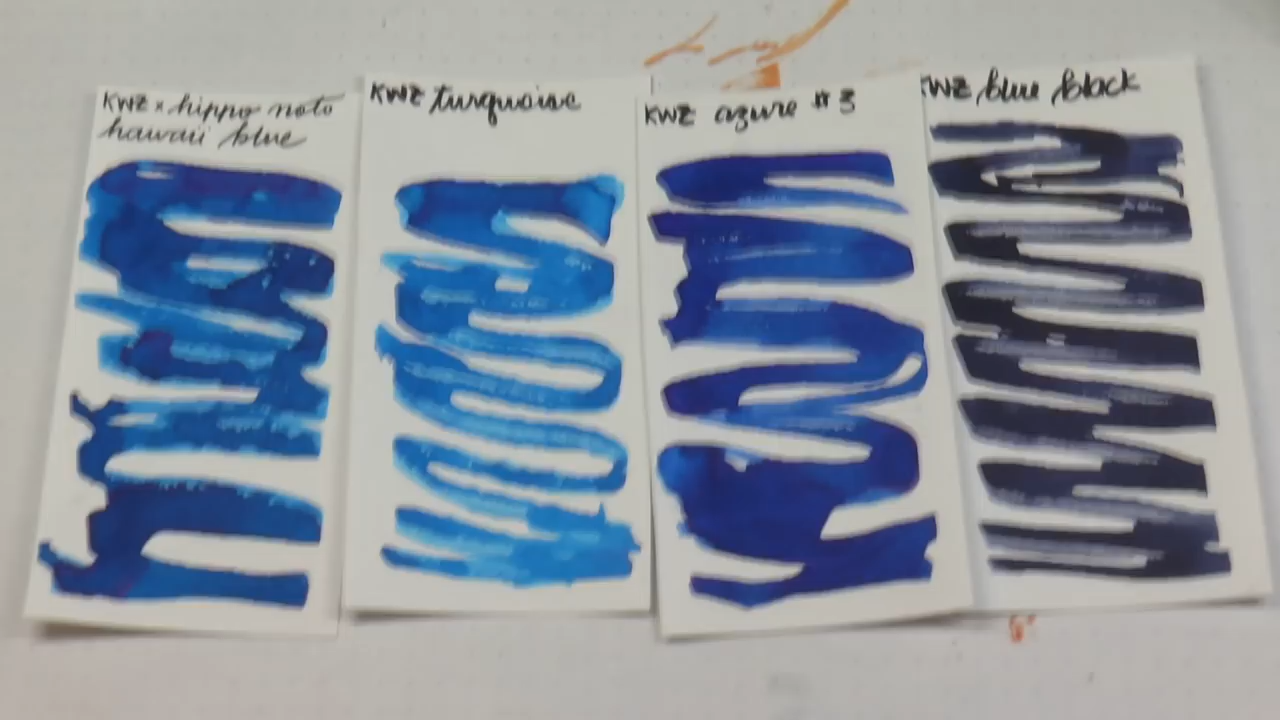 KWZ x hippo noto
hawaii blue
KWZ turquoise
KWZ azure #3
KWZ blue black